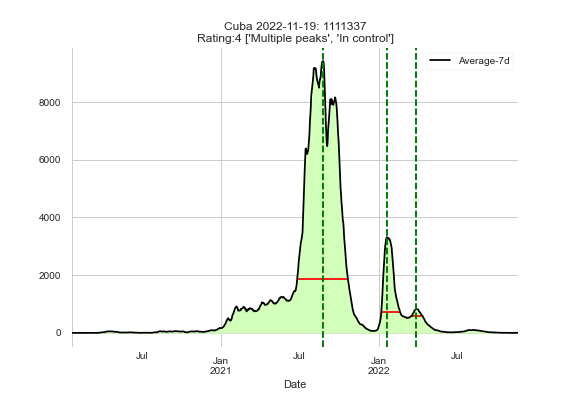 Cuba 2022-11-19: 1111337
Rating:4 ['Multiple peaks', 'In control']
Average-7d
8000
6000
4000
2000
0
Jul
Jan
2021
Jul
Jan
2022
Jul
Date